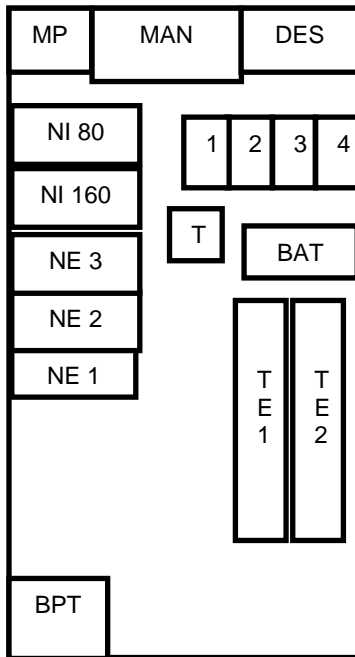 MP MAN DES
NI 80
1 2 3 4
NI 160
T
NE 3
BAT
NE 2
NE 1
T
E
1
T
E
2
BPT